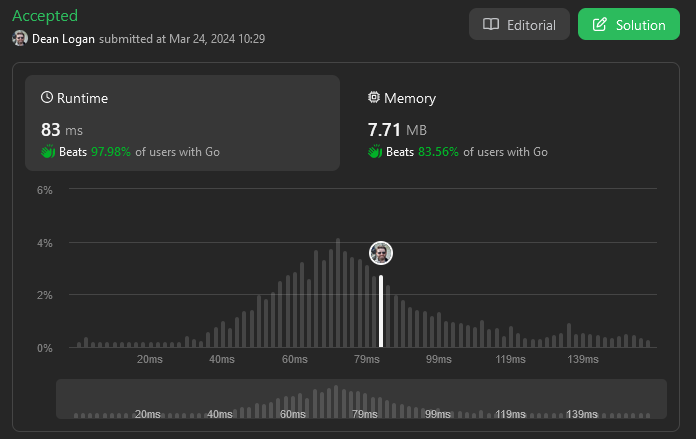 Accepted
Editorial
Solution
Dean Logan submitted at Mar 24, 2024 10:29
Runtime
Memory
83 ms
7.71 MB
Beats 97.98% of users with Go
Beats 83.56% of users with Go
6%
4%
2%
0%
20ms 40ms 60ms 79ms 99ms 119ms 139ms
20ms 40ms 60ms 79ms 99ms 119ms 139ms